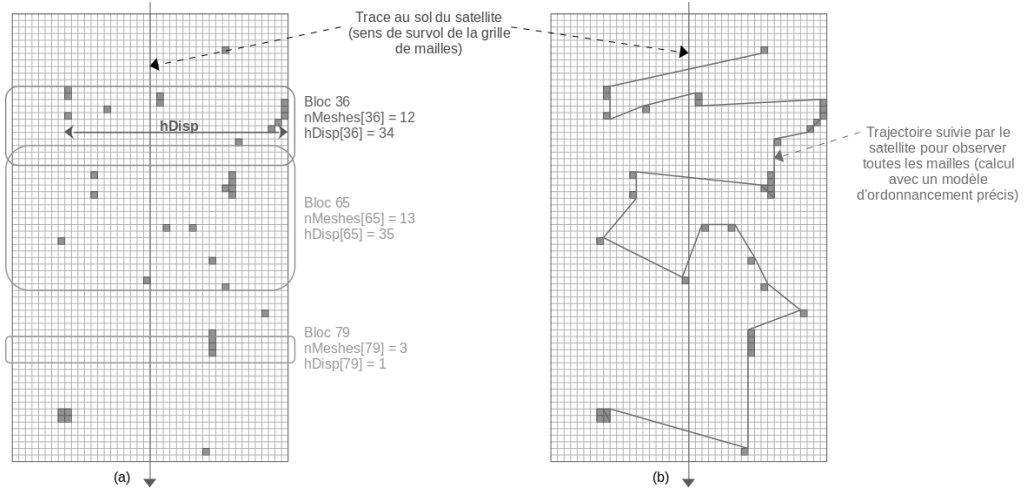 Trace au sol du satellite
(sens de survol de la grille
de mailles)
Bloc 36
nMeshes[36] = 12
hDisp[36] = 34
hDisp
Bloc 65
nMeshes[65] = 13
hDisp[65] = 35
Bloc 79
nMeshes[79] = 3
hDisp[79] = 1
Trajectoire suivie par le
satellite pour observer
toutes les mailles (calcul
avec un modèle
d'ordonnancement précis)
(a)
(b)